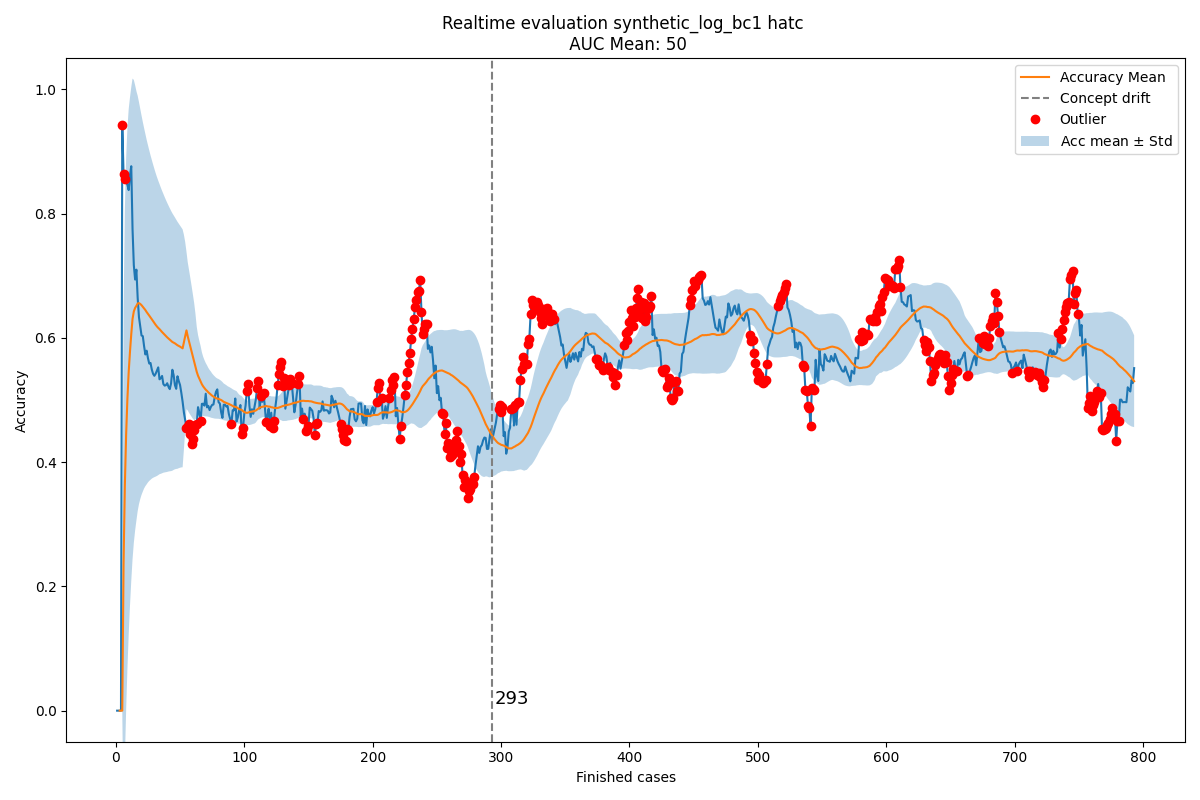 Realtime evaluation synthetic_log_bc1 hatc
AUC Mean: 50
Accuracy Mean
Concept drift
Outlier
Acc mean ± Std
1.0
0.8
0.6
0.4
0.2
0.0
Accuracy
293
0 100 200 300 400 500 600 700 800
Finished cases